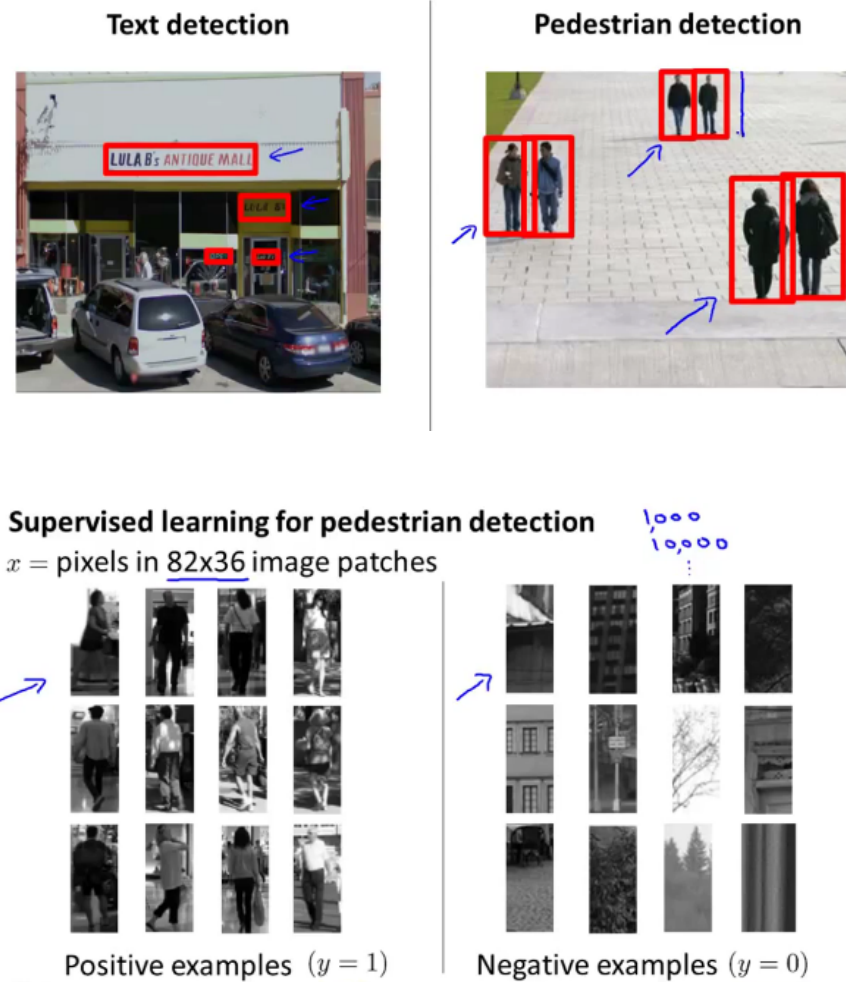 Text detection
Pedestrian detection
LULA B's ANTIQUE MALL
LULA B's
Supervised learning for pedestrian detection
1,000
10,000
x = pixels in 82x36 image patches
Positive examples (y = 1)
Negative examples (y = 0)